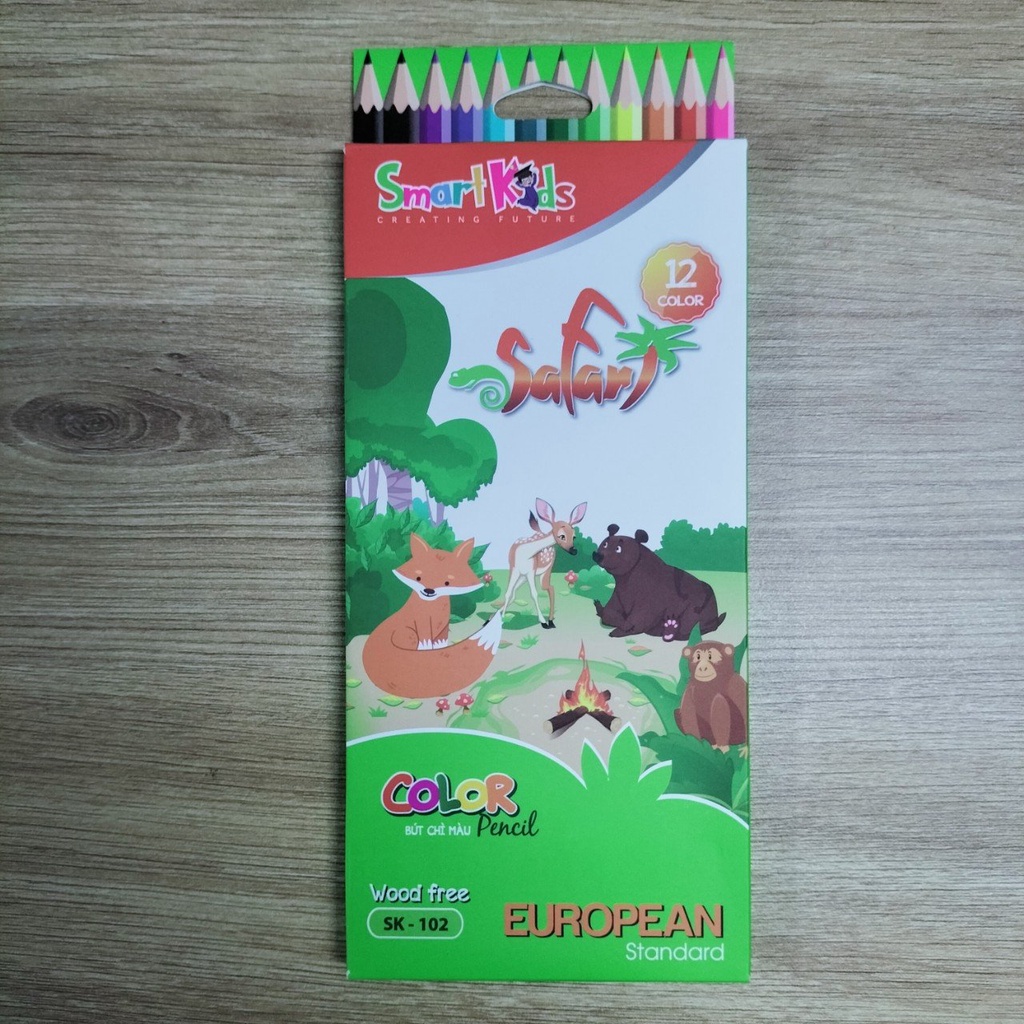 Smart Kids
CREATING FUTURE
12
COLOR
Safari
COLOR
BÚT CHÌ MÀU Pencil
Wood free
SK - 102
EUROPEAN
Standard